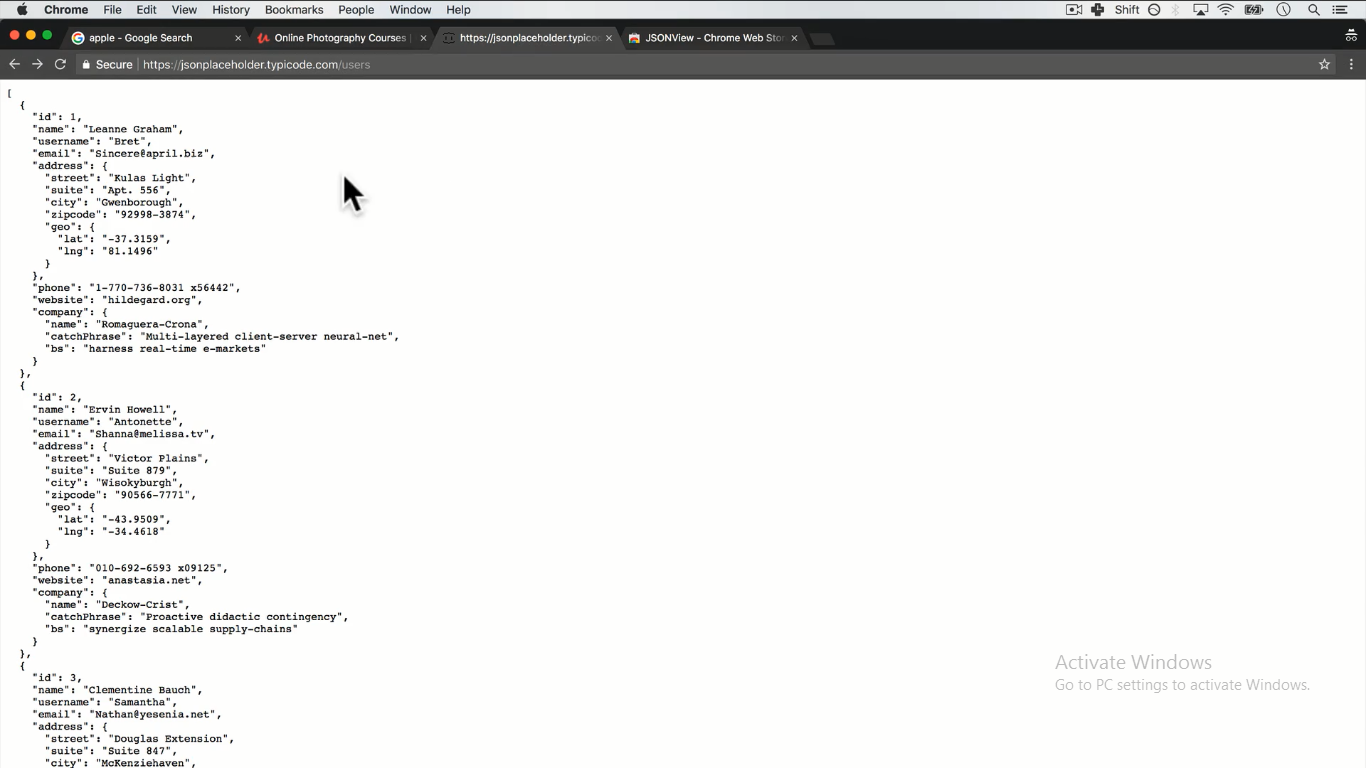 Chrome File Edit View History Bookmarks People Window Help Shift
apple - Google Search
Online Photography Courses
https://jsonplaceholder.typico
JSONView - Chrome Web Stor
Secure https://jsonplaceholder.typicode.com/users
[
{
"id": 1,
"name": "Leanne Graham",
"username": "Bret",
"email": "Sincere@april.biz",
"address": {
"street": "Kulas Light",
"suite": "Apt. 556",
"city": "Gwenborough",
"zipcode": "92998-3874",
"geo": {
"lat": "-37.3159",
"lng": "81.1496"
}
},
"phone": "1-770-736-8031 x56442",
"website": "hildegard.org",
"company": {
"name": "Romaguera-Crona",
"catchPhrase": "Multi-layered client-server neural-net",
"bs": "harness real-time e-markets"
}
},
{
"id": 2,
"name": "Ervin Howell",
"username": "Antonette",
"email": "Shanna@melissa.tv",
"address": {
"street": "Victor Plains",
"suite": "Suite 879",
"city": "Wisokyburgh",
"zipcode": "90566-7771",
"geo": {
"lat": "-43.9509",
"lng": "-34.4618"
}
},
"phone": "010-692-6593 x09125",
"website": "anastasia.net",
"company": {
"name": "Deckow-Crist",
"catchPhrase": "Proactive didactic contingency",
"bs": "synergize scalable supply-chains"
}
},
{
"id": 3,
"name": "Clementine Bauch",
"username": "Samantha",
"email": "Nathan@yesenia.net",
"address": {
"street": "Douglas Extension",
"suite": "Suite 847",
"city": "McKenziehaven",
Activate Windows
Go to PC settings to activate Windows.